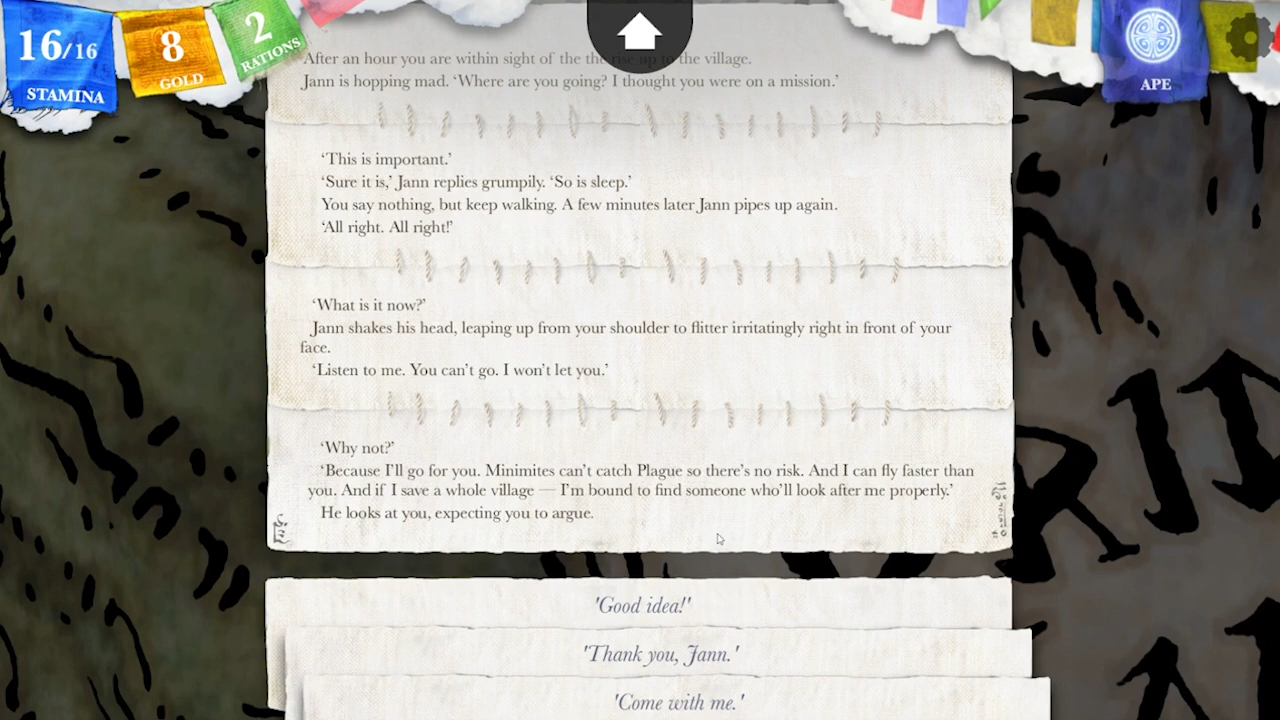 16/16
STAMINA
8
GOLD
2
RATIONS
APE
After an hour you are within sight of the the rise up to the village.
Jann is hopping mad. ‘Where are you going? I thought you were on a mission.’
‘This is important.’
‘Sure it is,’ Jann replies grumpily. ‘So is sleep.’
You say nothing, but keep walking. A few minutes later Jann pipes up again.
‘All right. All right!’
‘What is it now?’
Jann shakes his head, leaping up from your shoulder to flitter irritatingly right in front of your
face.
‘Listen to me. You can’t go. I won’t let you.’
‘Why not?’
‘Because I’ll go for you. Minimites can’t catch Plague so there’s no risk. And I can fly faster than
you. And if I save a whole village — I’m bound to find someone who’ll look after me properly.’
He looks at you, expecting you to argue.
'Good idea!'
'Thank you, Jann.'
'Come with me.'